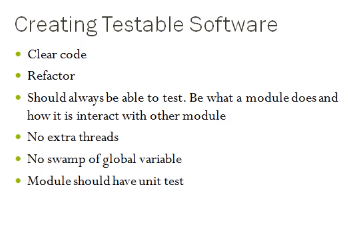 Creating Testable Software
• Clear code
• Refactor
• Should always be able to test. Be what a module does and
how it is interact with other module
• No extra threads
• No swamp of global variable
• Module should have unit test